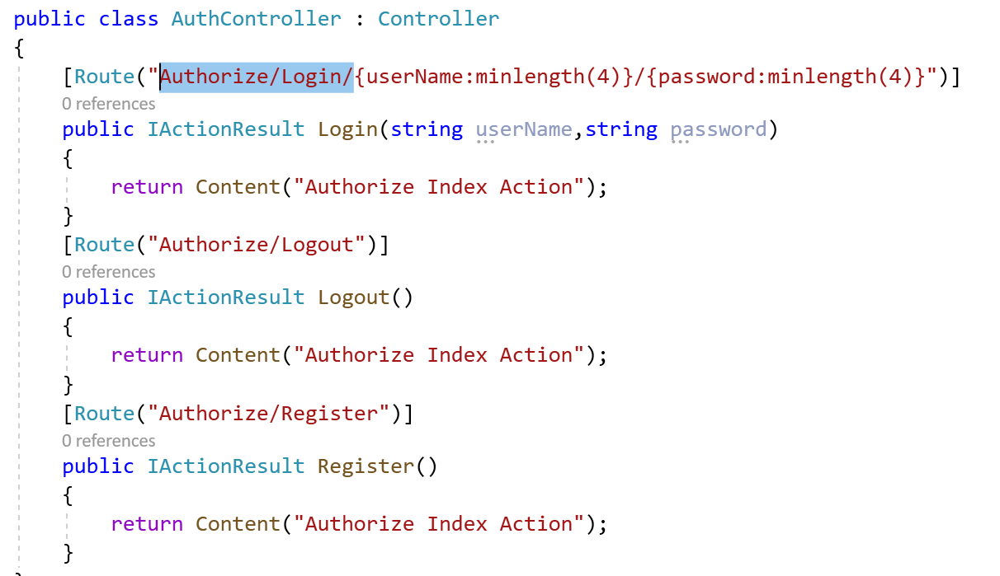 public class AuthController : Controller
{
[Route("Authorize/Login/{userName:minlength(4)}/{password:minlength(4)}")]
0 references
public IActionResult Login(string userName,string password)
{
return Content("Authorize Index Action");
}
[Route("Authorize/Logout")]
0 references
public IActionResult Logout()
{
return Content("Authorize Index Action");
}
[Route("Authorize/Register")]
0 references
public IActionResult Register()
{
return Content("Authorize Index Action");
}